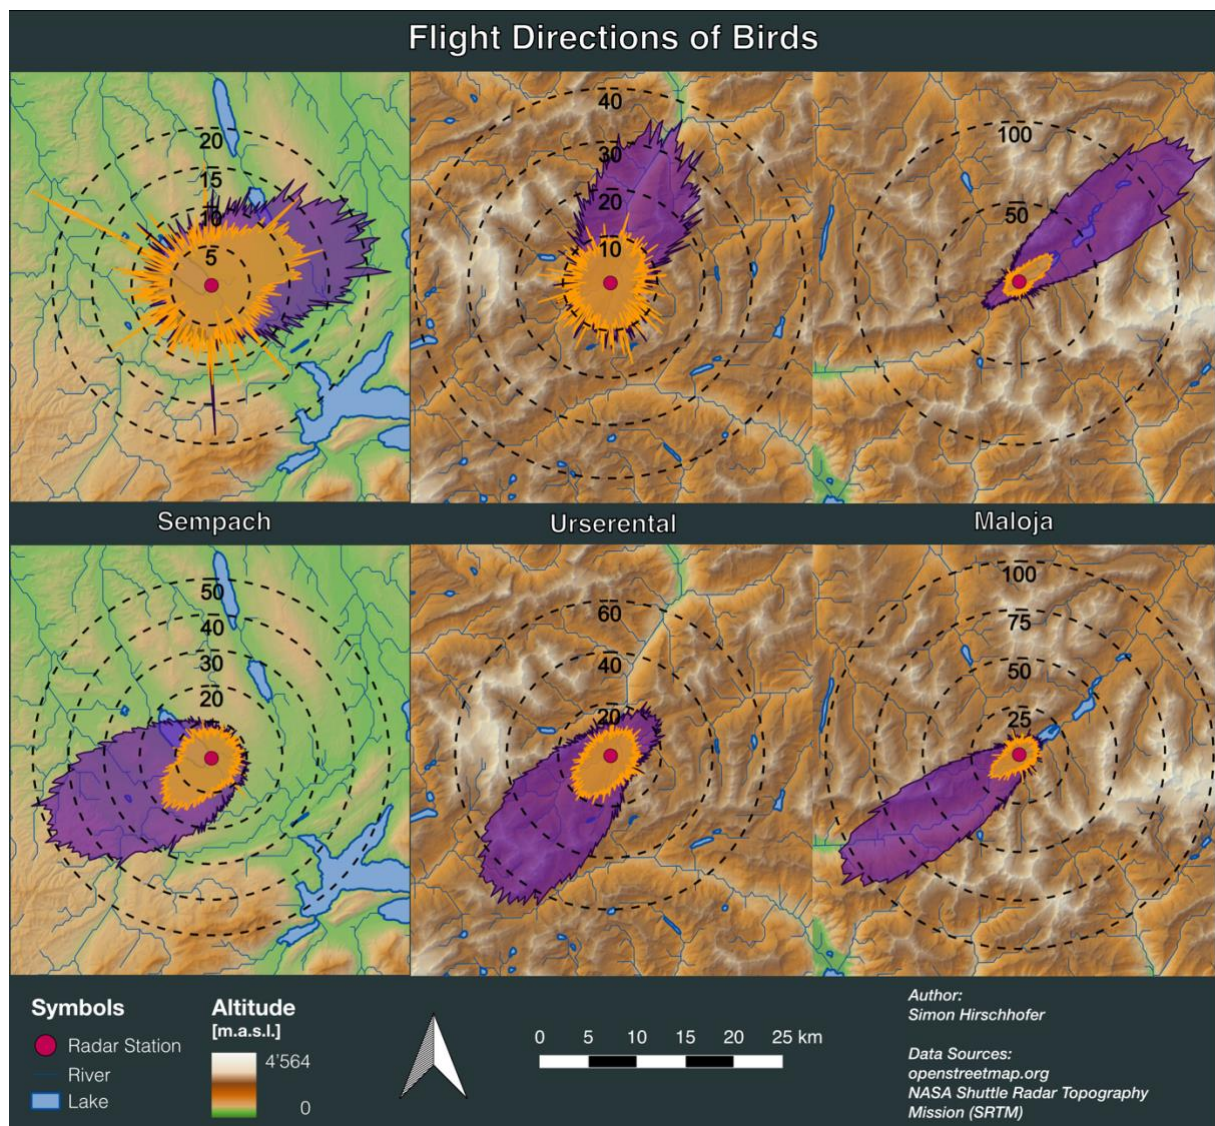 Flight Directions of Birds
20
15
10
5
40
30
20
10
100
50
Sempach
Urserental
Maloja
50
40
30
20
60
40
20
100
75
50
25
Symbols
Radar Station
River
Lake
Altitude
[m.a.s.l.]
4'564
0
0 5 10 15 20 25 km
Author:
Simon Hirschhofer
Data Sources:
openstreetmap.org
NASA Shuttle Radar Topography
Mission (SRTM)